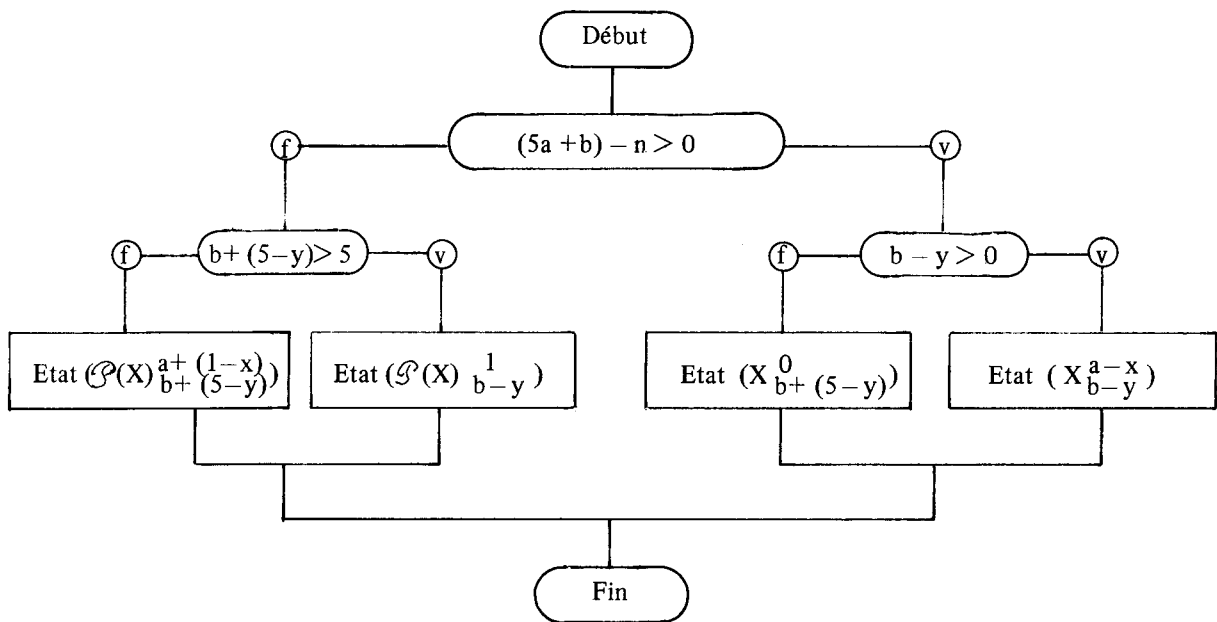 Début
(5a +b) – n > 0
f
v
b+ (5–y) > 5
f
v
b – y > 0
f
v
Etat (𝒫(X) a+ (1–x) b+ (5–y))
Etat (𝒫(X) 1 b–y )
Etat (X 0 b+ (5–y))
Etat ( X a–x b–y )
Fin